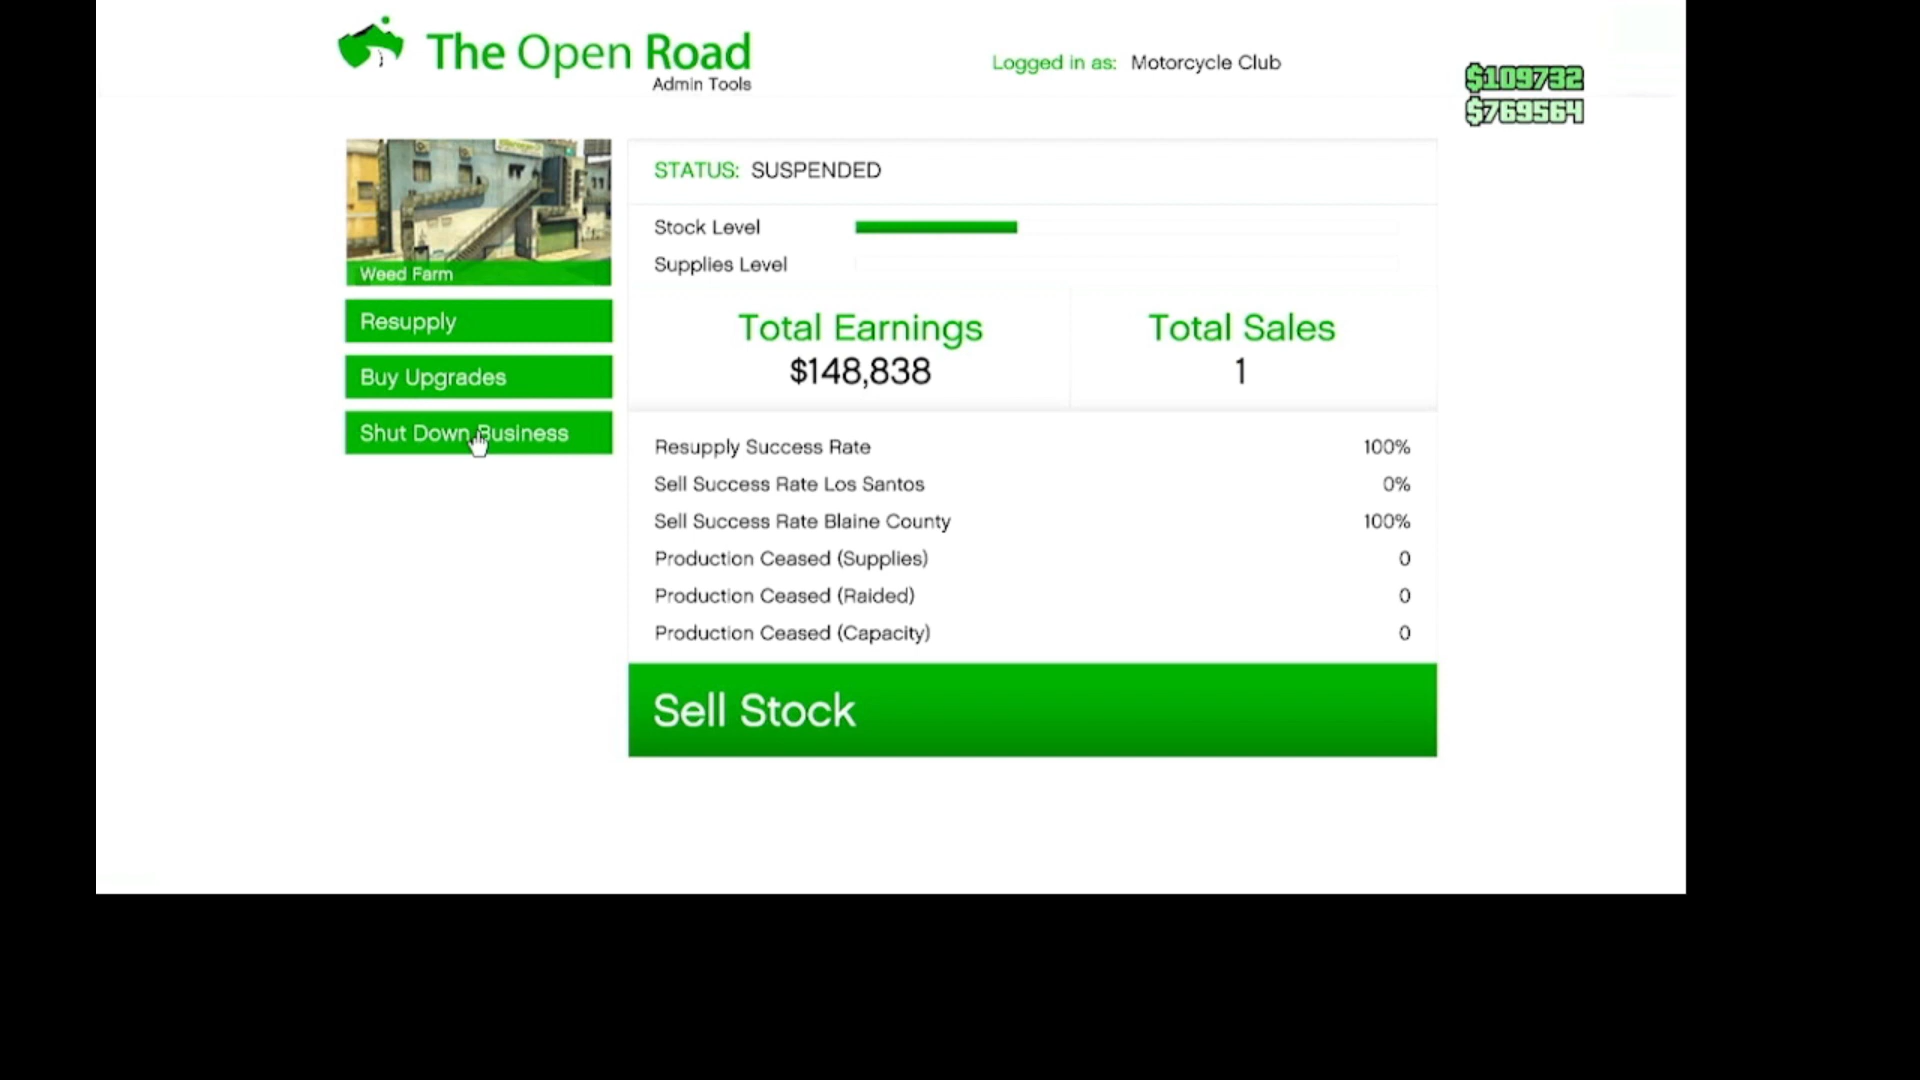 The Open Road
Admin Tools
Logged in as: Motorcycle Club
$109732
$769564
Weed Farm
Resupply
Buy Upgrades
Shut Down Business
STATUS: SUSPENDED
Stock Level
Supplies Level
Total Earnings
$148,838
Total Sales
1
Resupply Success Rate 100%
Sell Success Rate Los Santos 0%
Sell Success Rate Blaine County 100%
Production Ceased (Supplies) 0
Production Ceased (Raided) 0
Production Ceased (Capacity) 0
Sell Stock